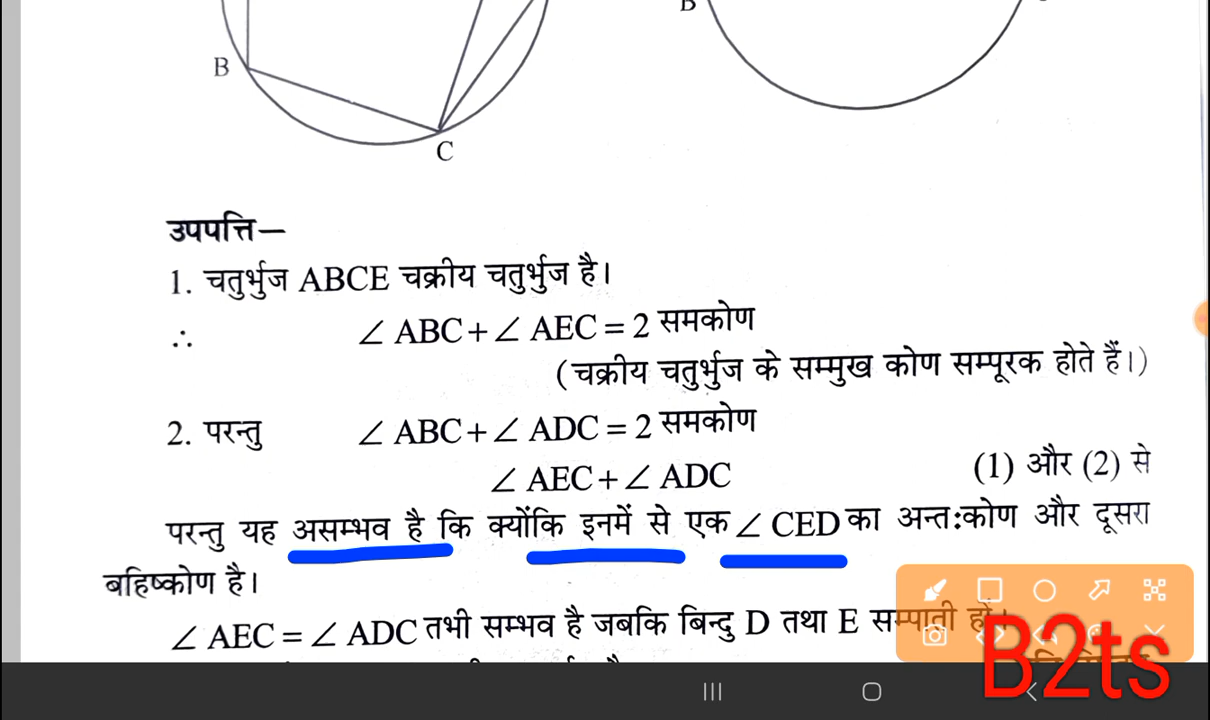 B
B
C
उपपत्ति—
1. चतुर्भुज ABCE चक्रीय चतुर्भुज है।
∴ ∠ ABC + ∠ AEC = 2 समकोण
(चक्रीय चतुर्भुज के सम्मुख कोण सम्पूरक होते हैं।)
2. परन्तु ∠ ABC + ∠ ADC = 2 समकोण
∠ AEC + ∠ ADC (1) और (2) से
परन्तु यह असम्भव है कि क्योंकि इनमें से एक ∠ CED का अन्त:कोण और दूसरा
बहिष्कोण है।
∠ AEC = ∠ ADC तभी सम्भव है जबकि बिन्दु D तथा E सम्पाती हो।
B2ts